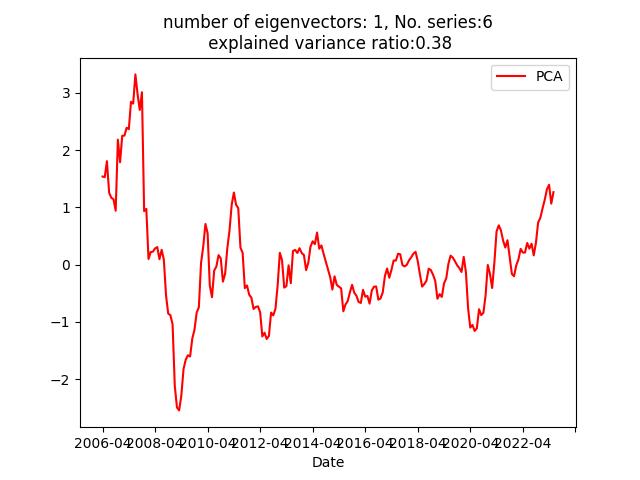 number of eigenvectors: 1, No. series:6
explained variance ratio:0.38
PCA
3
2
1
0
−1
−2
2006-04 2008-04 2010-04 2012-04 2014-04 2016-04 2018-04 2020-04 2022-04
Date